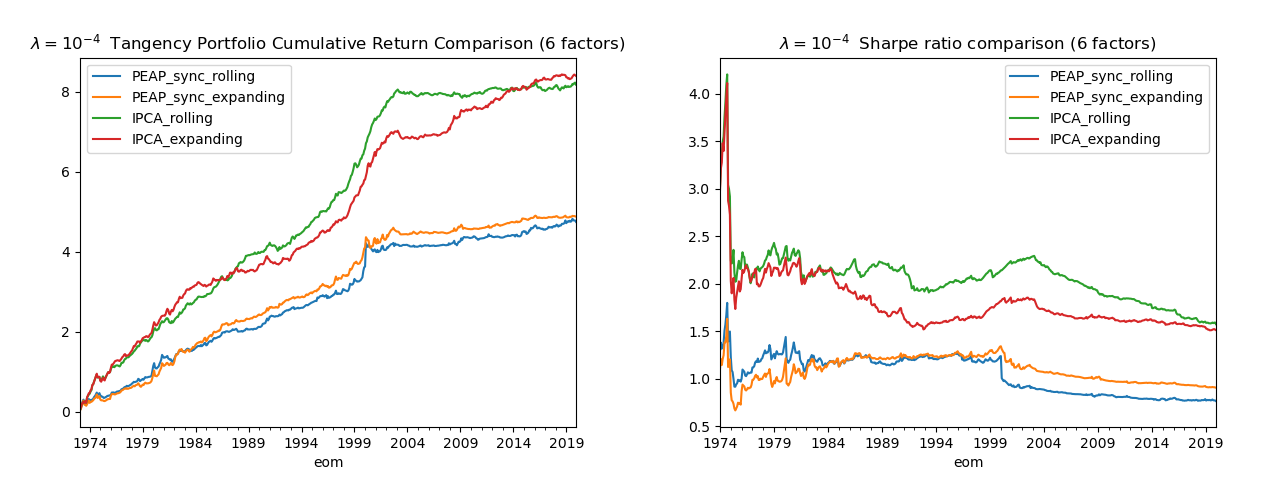 λ = 10⁻⁴ Tangency Portfolio Cumulative Return Comparison (6 factors)
PEAP_sync_rolling
PEAP_sync_expanding
IPCA_rolling
IPCA_expanding
8
6
4
2
0
1974 1979 1984 1989 1994 1999 2004 2009 2014 2019
eom
λ = 10⁻⁴ Sharpe ratio comparison (6 factors)
PEAP_sync_rolling
PEAP_sync_expanding
IPCA_rolling
IPCA_expanding
4.0
3.5
3.0
2.5
2.0
1.5
1.0
0.5
1974 1979 1984 1989 1994 1999 2004 2009 2014 2019
eom